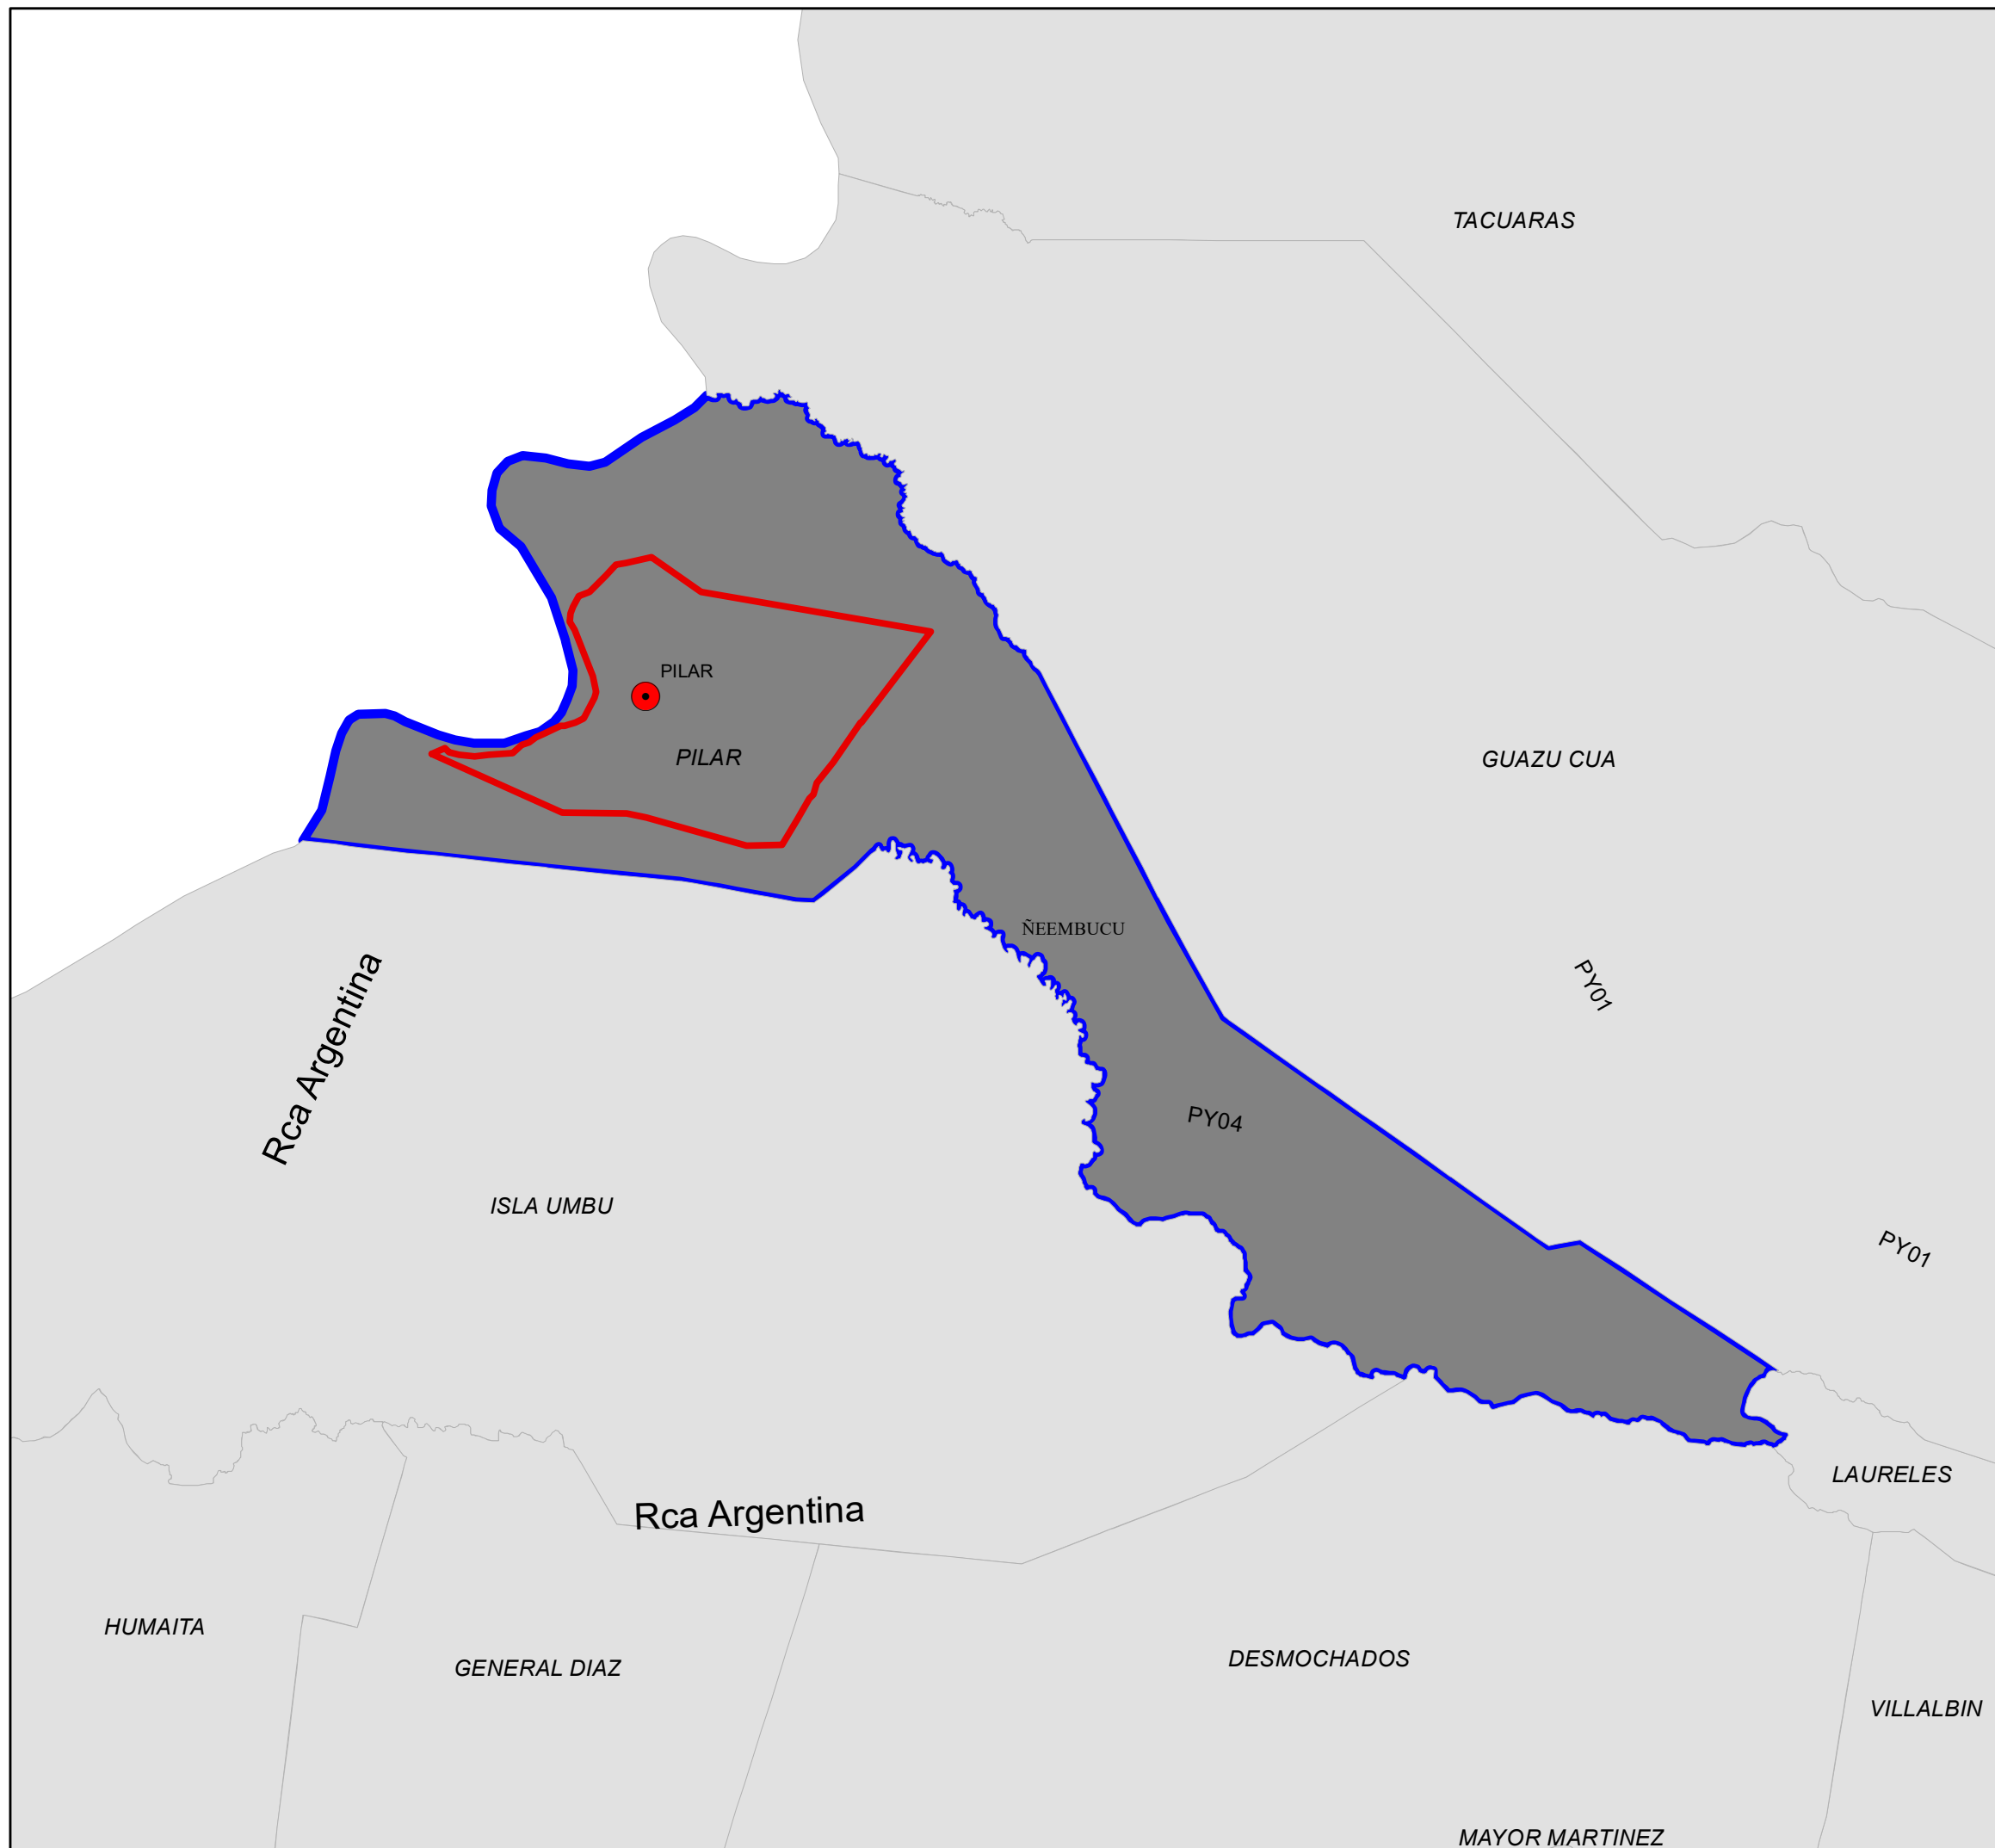 TACUARAS
PILAR
PILAR
GUAZU CUA
ÑEEMBUCU
Rca Argentina
PY01
PY04
ISLA UMBU
PY01
LAURELES
Rca Argentina
HUMAITA
GENERAL DIAZ
DESMOCHADOS
VILLALBIN
MAYOR MARTINEZ